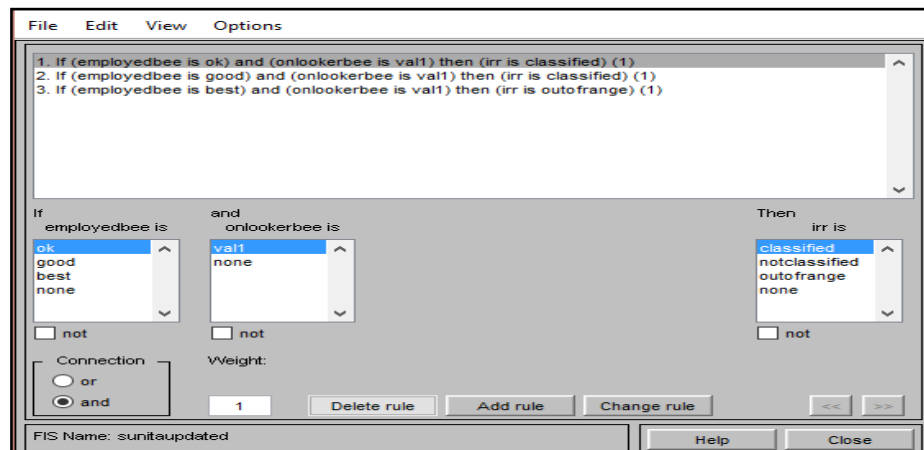 File Edit View Options
1. If (employedbee is ok) and (onlookerbee is val1) then (irr is classified) (1)
2. If (employedbee is good) and (onlookerbee is val1) then (irr is classified) (1)
3. If (employedbee is best) and (onlookerbee is val1) then (irr is outofrange) (1)
If and Then
employedbee is onlookerbee is irr is
ok val1 classified
good none notclassified
best outofrange
none none
not not not
Connection Weight:
or
and 1 Delete rule Add rule Change rule << >>
FIS Name: sunitaupdated Help Close